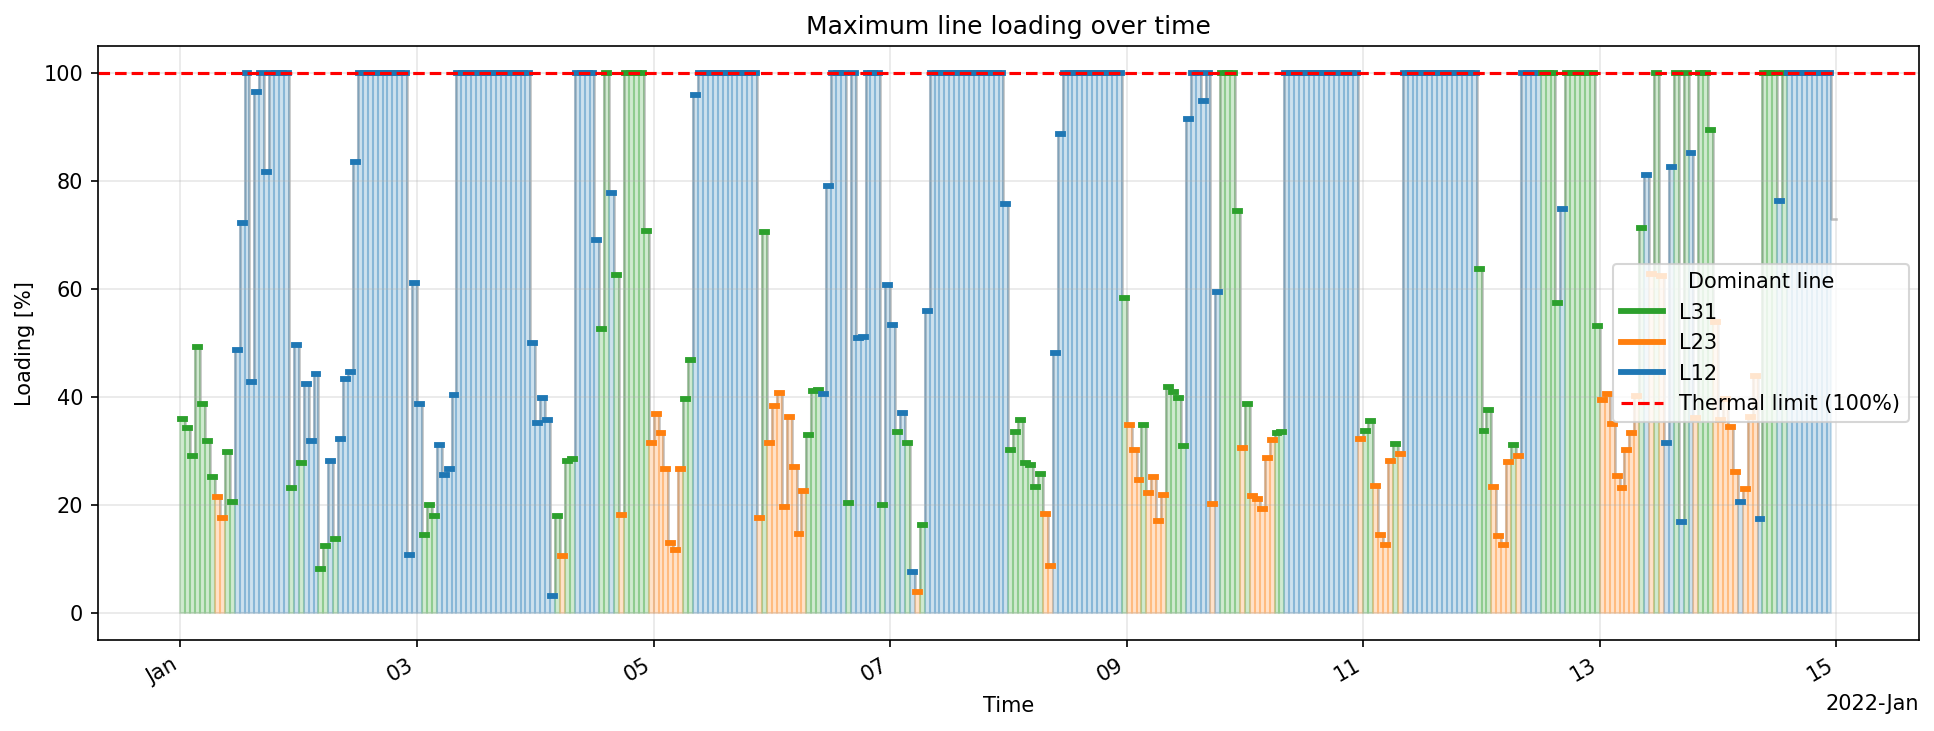 Maximum line loading over time
Loading [%]
100
80
60
40
20
0
Dominant line
L31
L23
L12
Thermal limit (100%)
Jan
03
05
07
09
11
13
15
Time
2022-Jan